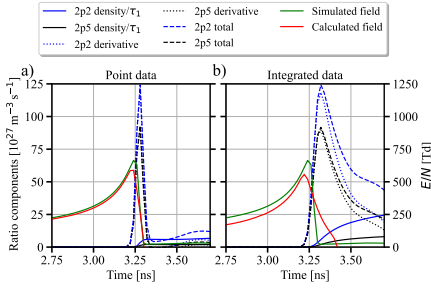 2p2 density/τ1 2p5 derivative Simulated field
2p5 density/τ1 2p2 total Calculated field
2p2 derivative 2p5 total
a) Point data b) Integrated data
Ratio components [10^27 m^−3 s^−1]
125
100
75
50
25
0
2.75 3.00 3.25 3.50
Time [ns]
2.75 3.00 3.25 3.50
Time [ns]
1250
1000
750
500
250
0
E/N [Td]